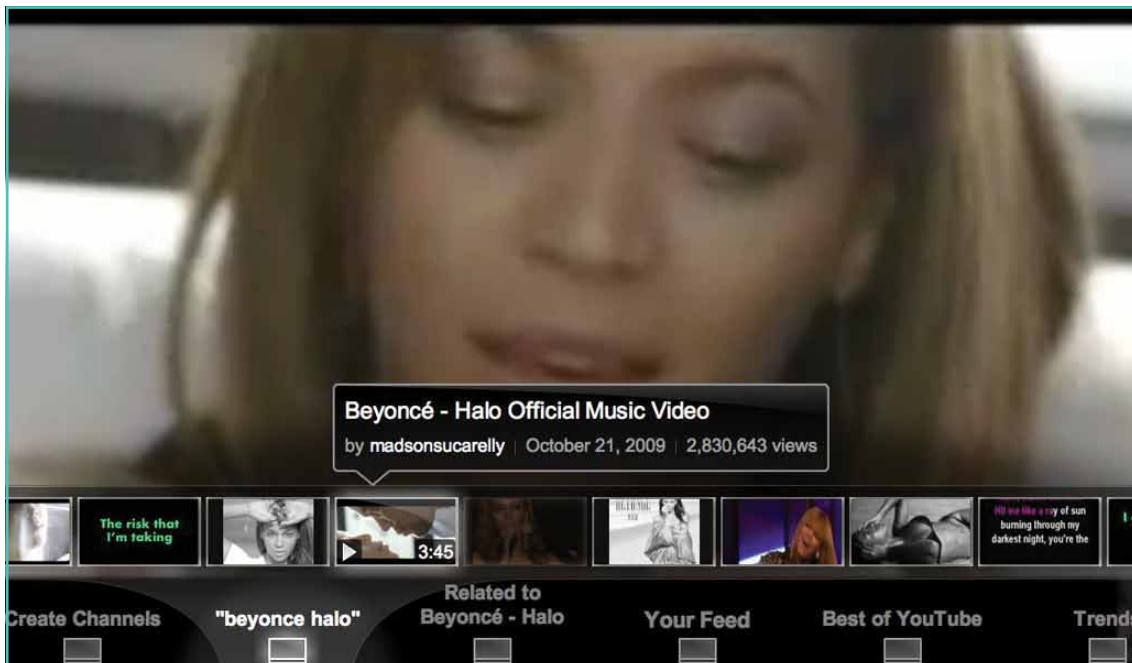 Beyoncé - Halo Official Music Video
by madsonsucarelly | October 21, 2009 | 2,830,643 views
The risk that
I'm taking
3:45
Hit me like a ray of sun
burning through my
darkest night, you're the
Create Channels
"beyonce halo"
Related to
Beyoncé - Halo
Your Feed
Best of YouTube
Trends